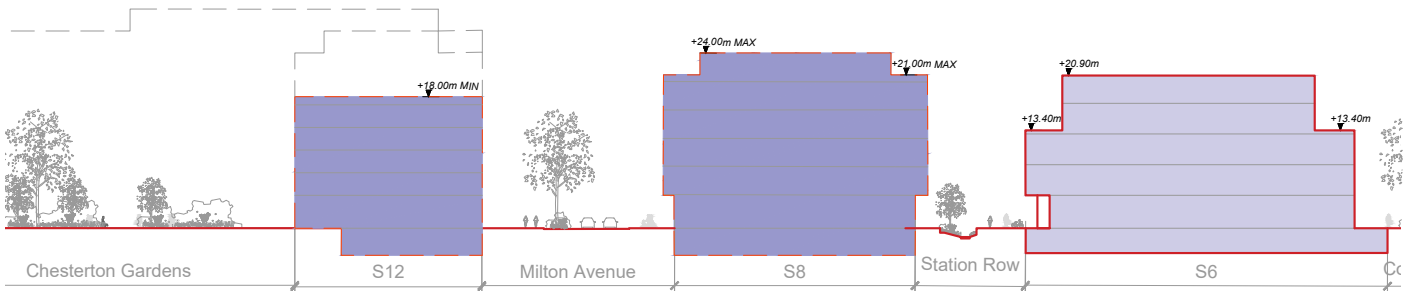 +24.00m MAX
+21.00m MAX
+20.90m
+18.00m MIN
+13.40m
+13.40m
Chesterton Gardens
S12
Milton Avenue
S8
Station Row
S6